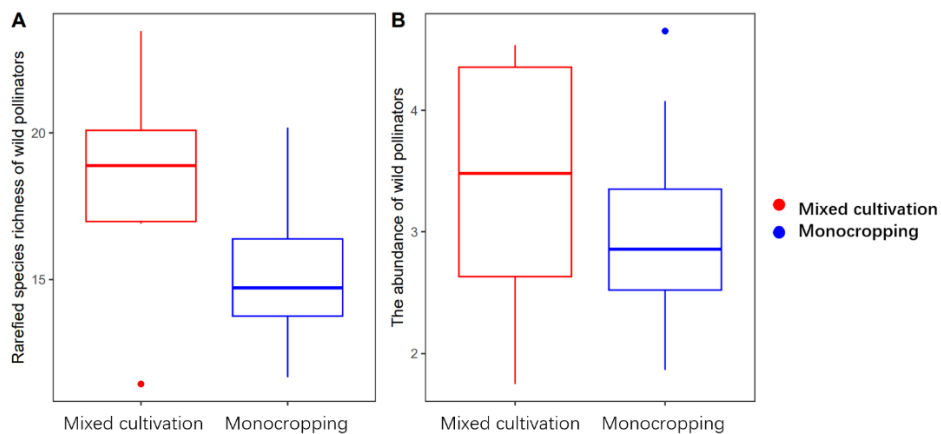 A
Rarefied species richness of wild pollinators
20
15
Mixed cultivation
Monocropping
B
The abundance of wild pollinators
4
3
2
Mixed cultivation
Monocropping
Mixed cultivation
Monocropping